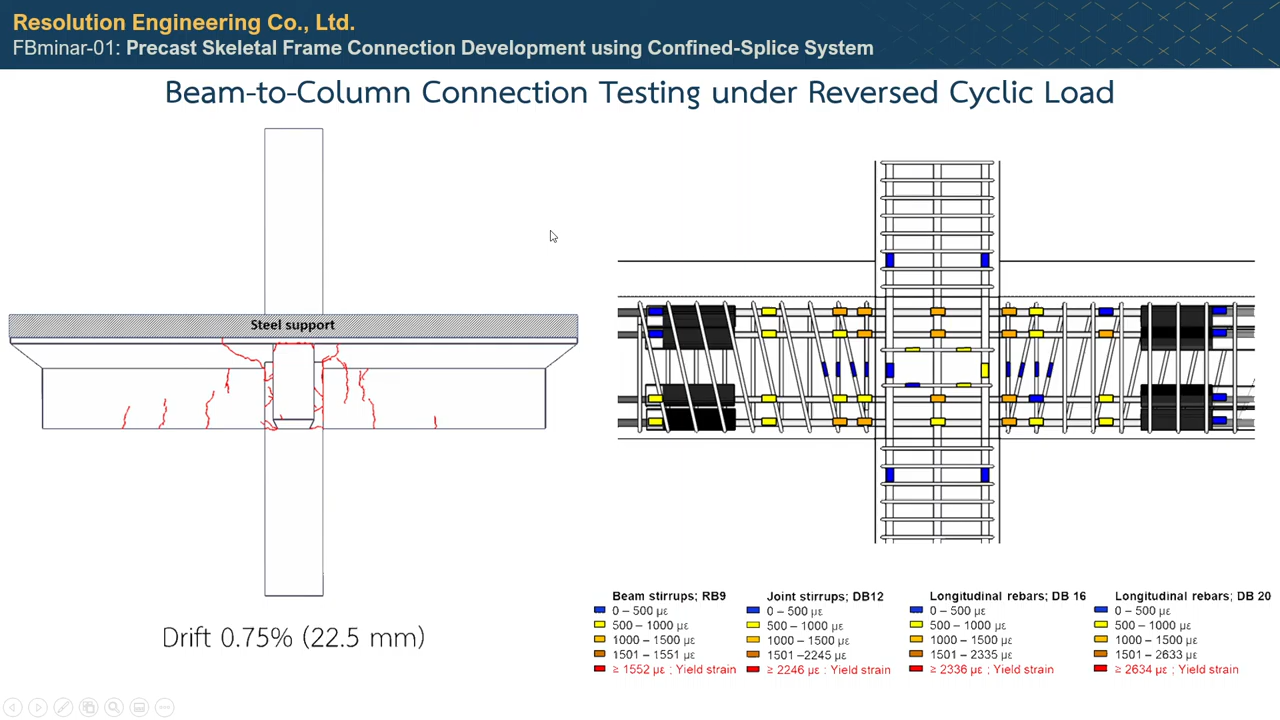 Resolution Engineering Co., Ltd.
FBminar-01: Precast Skeletal Frame Connection Development using Confined-Splice System
Beam-to-Column Connection Testing under Reversed Cyclic Load
Steel support
Drift 0.75% (22.5 mm)
Beam stirrups; RB9
0 – 500 µε
500 – 1000 µε
1000 – 1500 µε
1501 – 1551 µε
≥ 1552 µε ; Yield strain
Joint stirrups; DB12
0 – 500 µε
500 – 1000 µε
1000 – 1500 µε
1501 –2245 µε
≥ 2246 µε : Yield strain
Longitudinal rebars; DB 16
0 – 500 µε
500 – 1000 µε
1000 – 1500 µε
1501 – 2335 µε
≥ 2336 µε ; Yield strain
Longitudinal rebars; DB 20
0 – 500 µε
500 – 1000 µε
1000 – 1500 µε
1501 – 2633 µε
≥ 2634 µε ; Yield strain